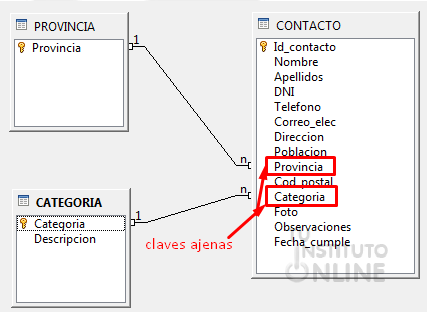 PROVINCIA
Provincia
1
n
CATEGORIA
Categoria
Descripcion
1
n
claves ajenas
CONTACTO
Id_contacto
Nombre
Apellidos
DNI
Telefono
Correo_elec
Direccion
Poblacion
Provincia
Cod_postal
Categoria
Foto
Observaciones
Fecha_cumple
TU
INSTITUTO
ONLINE